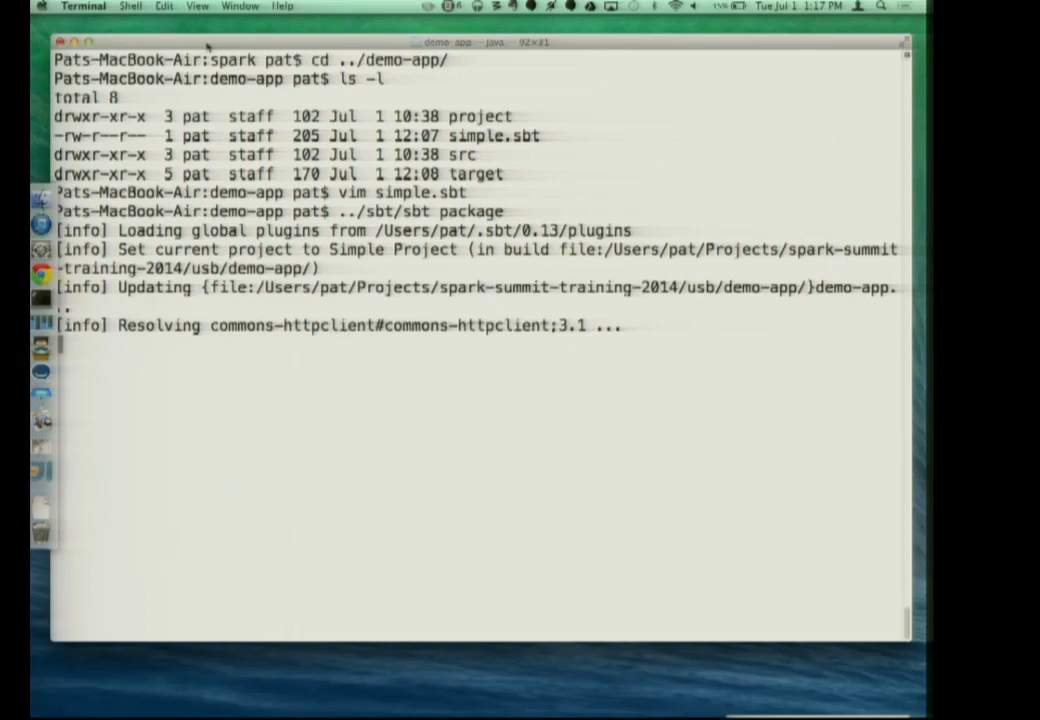 Terminal Shell Edit View Window Help Tue Jul 1 1:17 PM
demo-app — java — 92×31
Pats-MacBook-Air:spark pat$ cd ../demo-app/
Pats-MacBook-Air:demo-app pat$ ls -l
total 8
drwxr-xr-x 3 pat staff 102 Jul 1 10:38 project
-rw-r--r-- 1 pat staff 205 Jul 1 12:07 simple.sbt
drwxr-xr-x 3 pat staff 102 Jul 1 10:38 src
drwxr-xr-x 5 pat staff 170 Jul 1 12:08 target
Pats-MacBook-Air:demo-app pat$ vim simple.sbt
Pats-MacBook-Air:demo-app pat$ ../sbt/sbt package
[info] Loading global plugins from /Users/pat/.sbt/0.13/plugins
[info] Set current project to Simple Project (in build file:/Users/pat/Projects/spark-summit
-training-2014/usb/demo-app/)
[info] Updating {file:/Users/pat/Projects/spark-summit-training-2014/usb/demo-app/}demo-app.
..
[info] Resolving commons-httpclient#commons-httpclient;3.1 ...